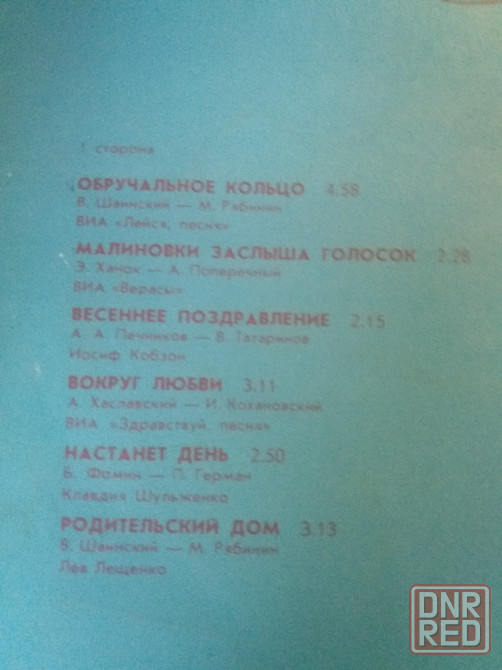 1 сторона
ОБРУЧАЛЬНОЕ КОЛЬЦО 4.58
В. Шаинский — М. Рябинин
ВИА «Лейся, песня»
МАЛИНОВКИ ЗАСЛЫША ГОЛОСОК 2.28
Э. Ханок — А. Поперечный
ВИА «Верасы»
ВЕСЕННЕЕ ПОЗДРАВЛЕНИЕ 2.15
А. А. Печников — В. Татаринов
Иосиф Кобзон
ВОКРУГ ЛЮБВИ 3.11
А. Хаславский — И. Кохановский
ВИА «Здравствуй, песня»
НАСТАНЕТ ДЕНЬ 2.50
Б. Фомин — П. Герман
Клавдия Шульженко
РОДИТЕЛЬСКИЙ ДОМ 3.13
В. Шаинский — М. Рябинин
Лев Лещенко
DNR
RED